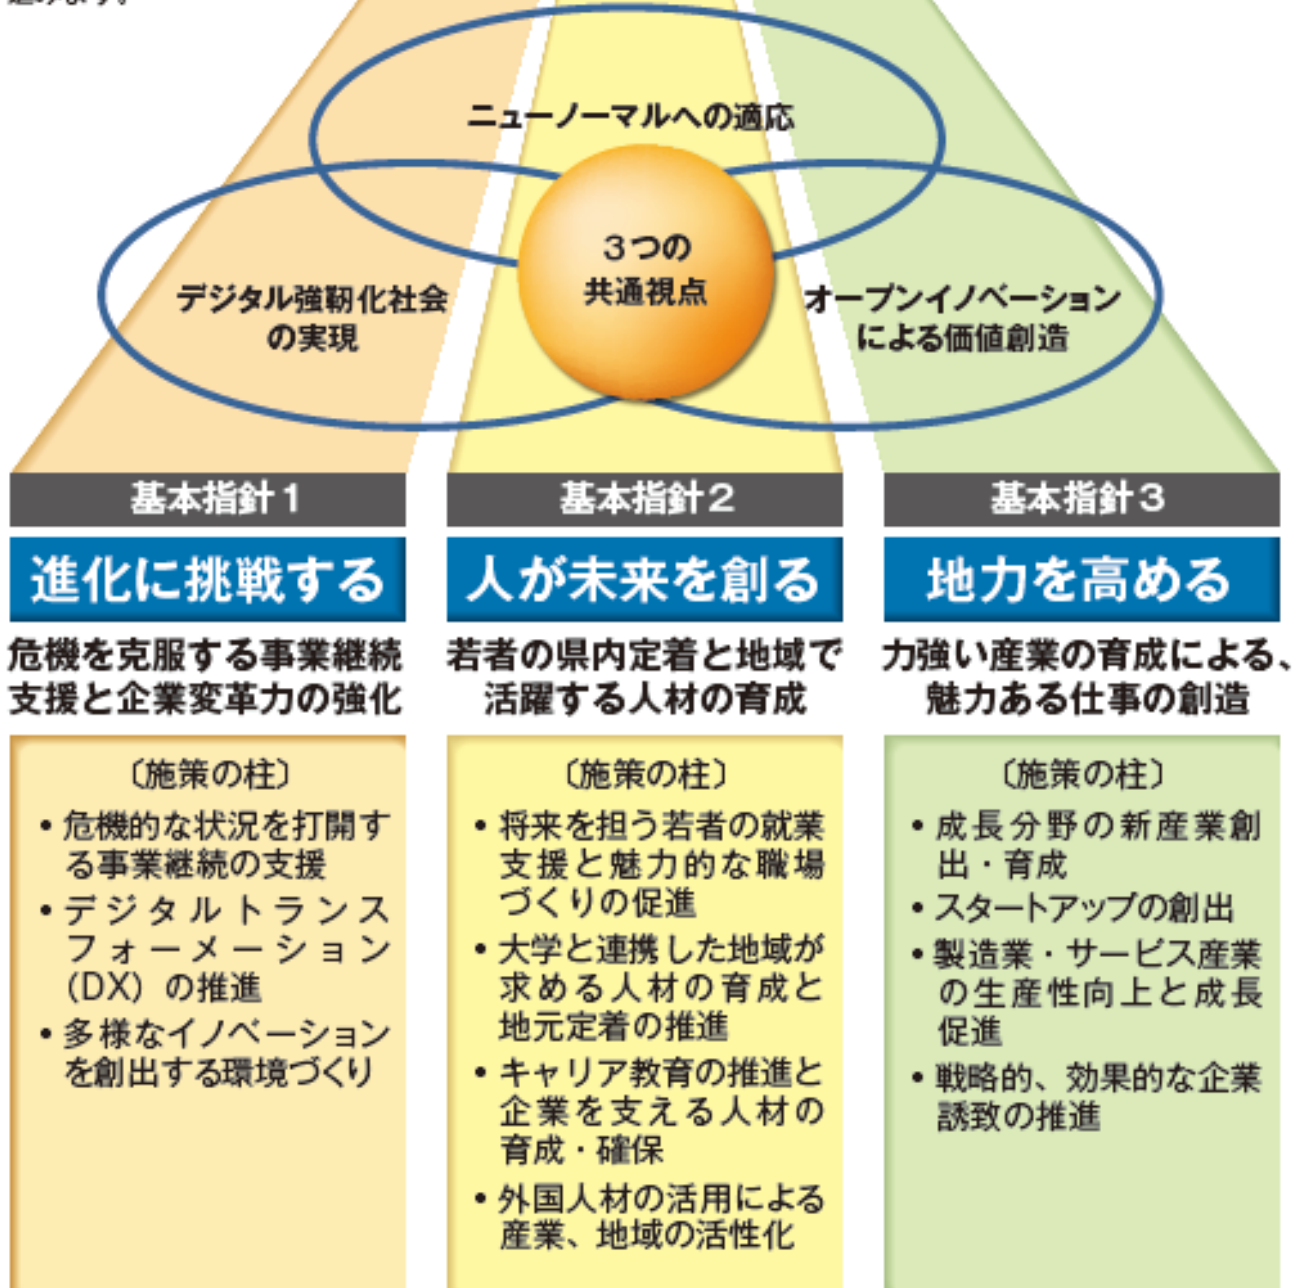 ニューノーマルへの適応
3つの
共通視点
デジタル強靭化社会
の実現
オープンイノベーション
による価値創造
基本指針1
進化に挑戦する
危機を克服する事業継続
支援と企業変革力の強化
〔施策の柱〕
・危機的な状況を打開す
る事業継続の支援
・デジタルトランス
フォーメーション
(DX)の推進
・多様なイノベーション
を創出する環境づくり
基本指針2
人が未来を創る
若者の県内定着と地域で
活躍する人材の育成
〔施策の柱〕
・将来を担う若者の就業
支援と魅力的な職場
づくりの促進
・大学と連携した地域が
求める人材の育成と
地元定着の推進
・キャリア教育の推進と
企業を支える人材の
育成・確保
・外国人材の活用による
産業、地域の活性化
基本指針3
地力を高める
力強い産業の育成による、
魅力ある仕事の創造
〔施策の柱〕
・成長分野の新産業創
出・育成
・スタートアップの創出
・製造業・サービス産業
の生産性向上と成長
促進
・戦略的、効果的な企業
誘致の推進